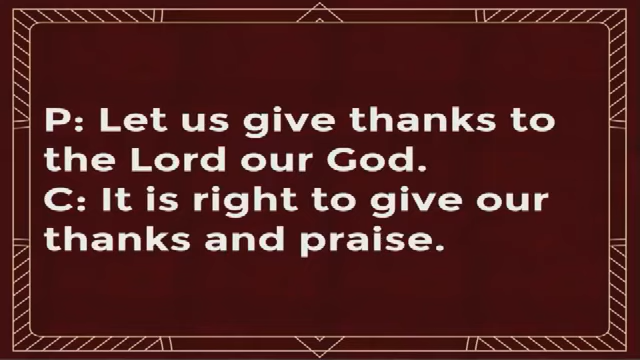 P: Let us give thanks to
the Lord our God.
C: It is right to give our
thanks and praise.